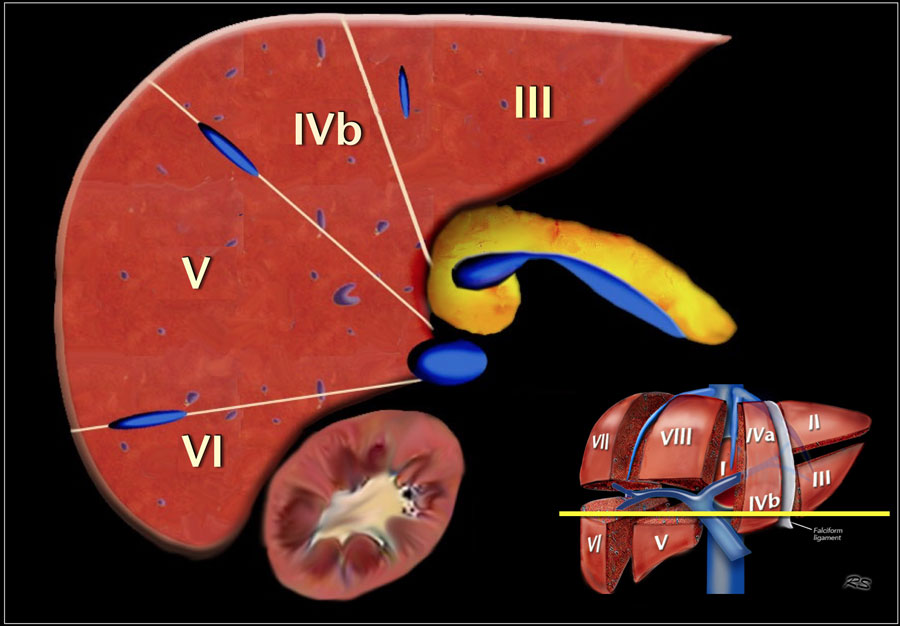 III
IVb
V
VI
VII
VIII
IVa
II
I
III
IVb
VI
V
Falciform
ligament
RS